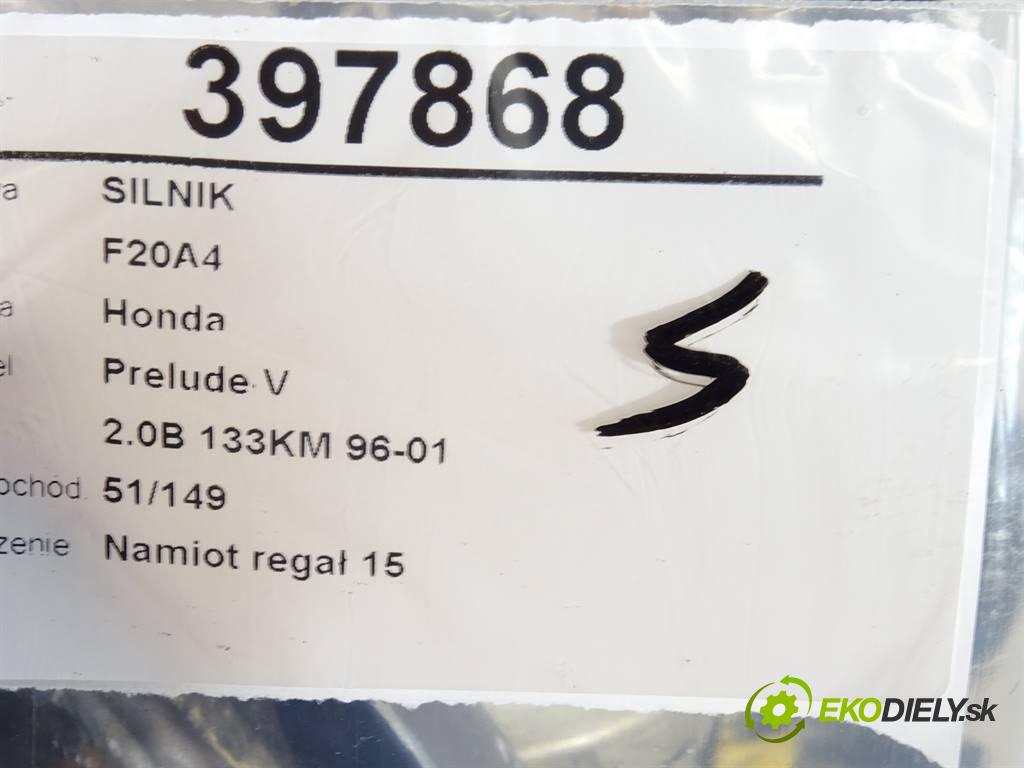 397868
SILNIK
F20A4
Honda
Prelude V
2.0B 133KM 96-01
51/149
Namiot regał 15
S
EKODIELY.sk